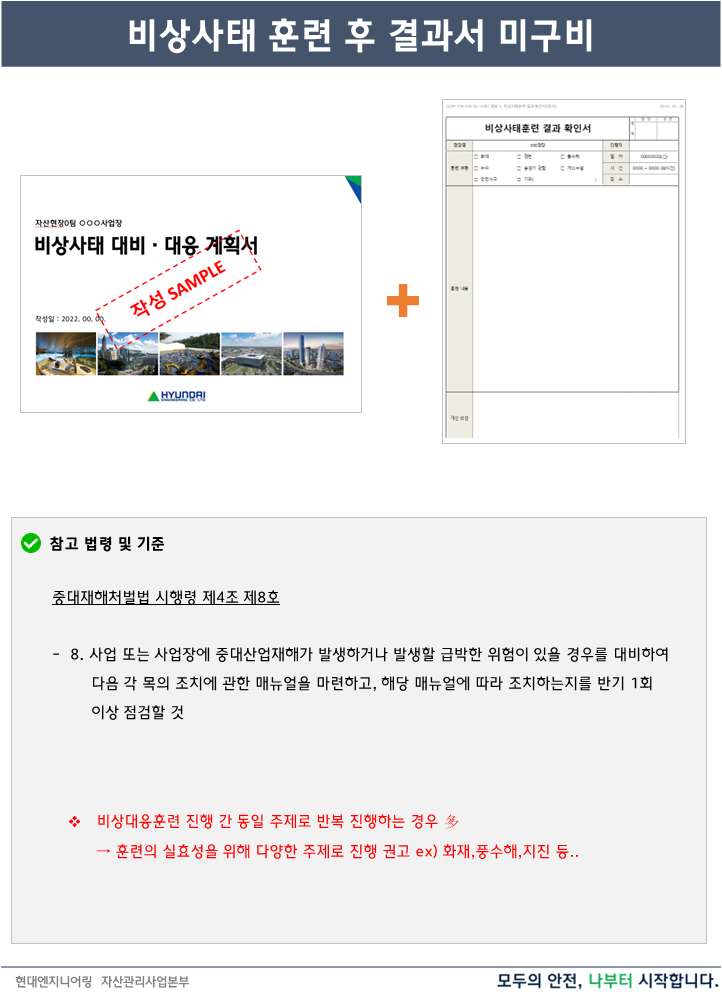 비상사태 훈련 후 결과서 미구비
자산현장0팀 ○○○사업장
비상사태 대비 · 대응 계획서
작성 SAMPLE
작성일 : 2022. 00. 00.
HYUNDAI
ENGINEERING CO., LTD.
비상사태훈련 결과 확인서
현장명
000현장
진행자
훈련 유형
□ 화재
□ 정전
□ 풍수해
일 자
□ 누수
□ 승강기 갇힘
□ 가스누설
시 간
□ 안전사고
□ 기타( )
장 소
훈련 내용
개선 의견
참고 법령 및 기준
중대재해처벌법 시행령 제4조 제8호
- 8. 사업 또는 사업장에 중대산업재해가 발생하거나 발생할 급박한 위험이 있을 경우를 대비하여
다음 각 목의 조치에 관한 매뉴얼을 마련하고, 해당 매뉴얼에 따라 조치하는지를 반기 1회
이상 점검할 것
❖ 비상대응훈련 진행 간 동일 주제로 반복 진행하는 경우 多
→ 훈련의 실효성을 위해 다양한 주제로 진행 권고 ex) 화재,풍수해,지진 등..
현대엔지니어링 자산관리사업본부
모두의 안전, 나부터 시작합니다.